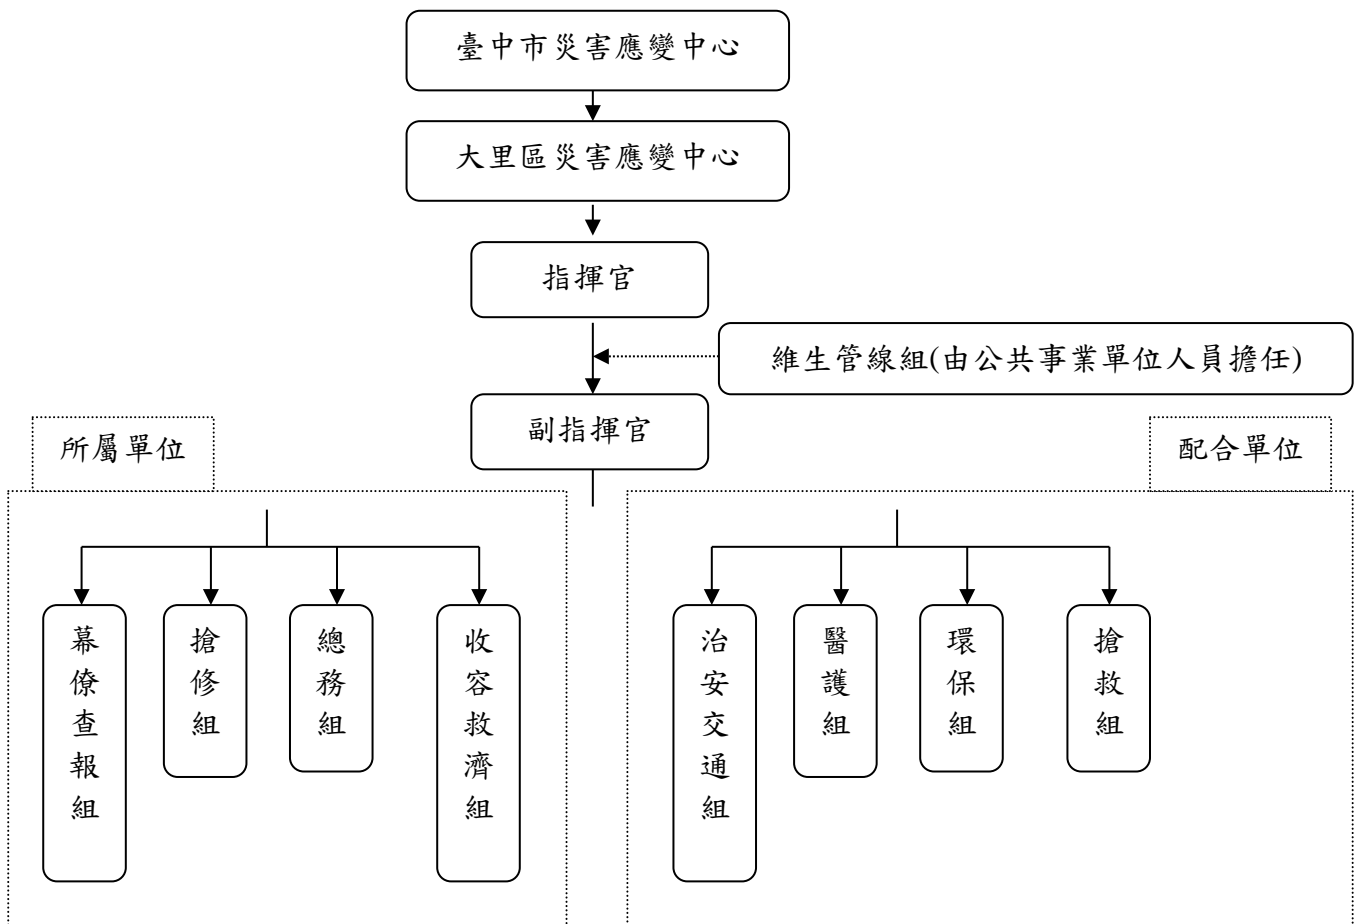 臺中市災害應變中心
大里區災害應變中心
指揮官
維生管線組(由公共事業單位人員擔任)
副指揮官
所屬單位
配合單位
幕僚查報組
搶修組
總務組
收容救濟組
治安交通組
醫護組
環保組
搶救組